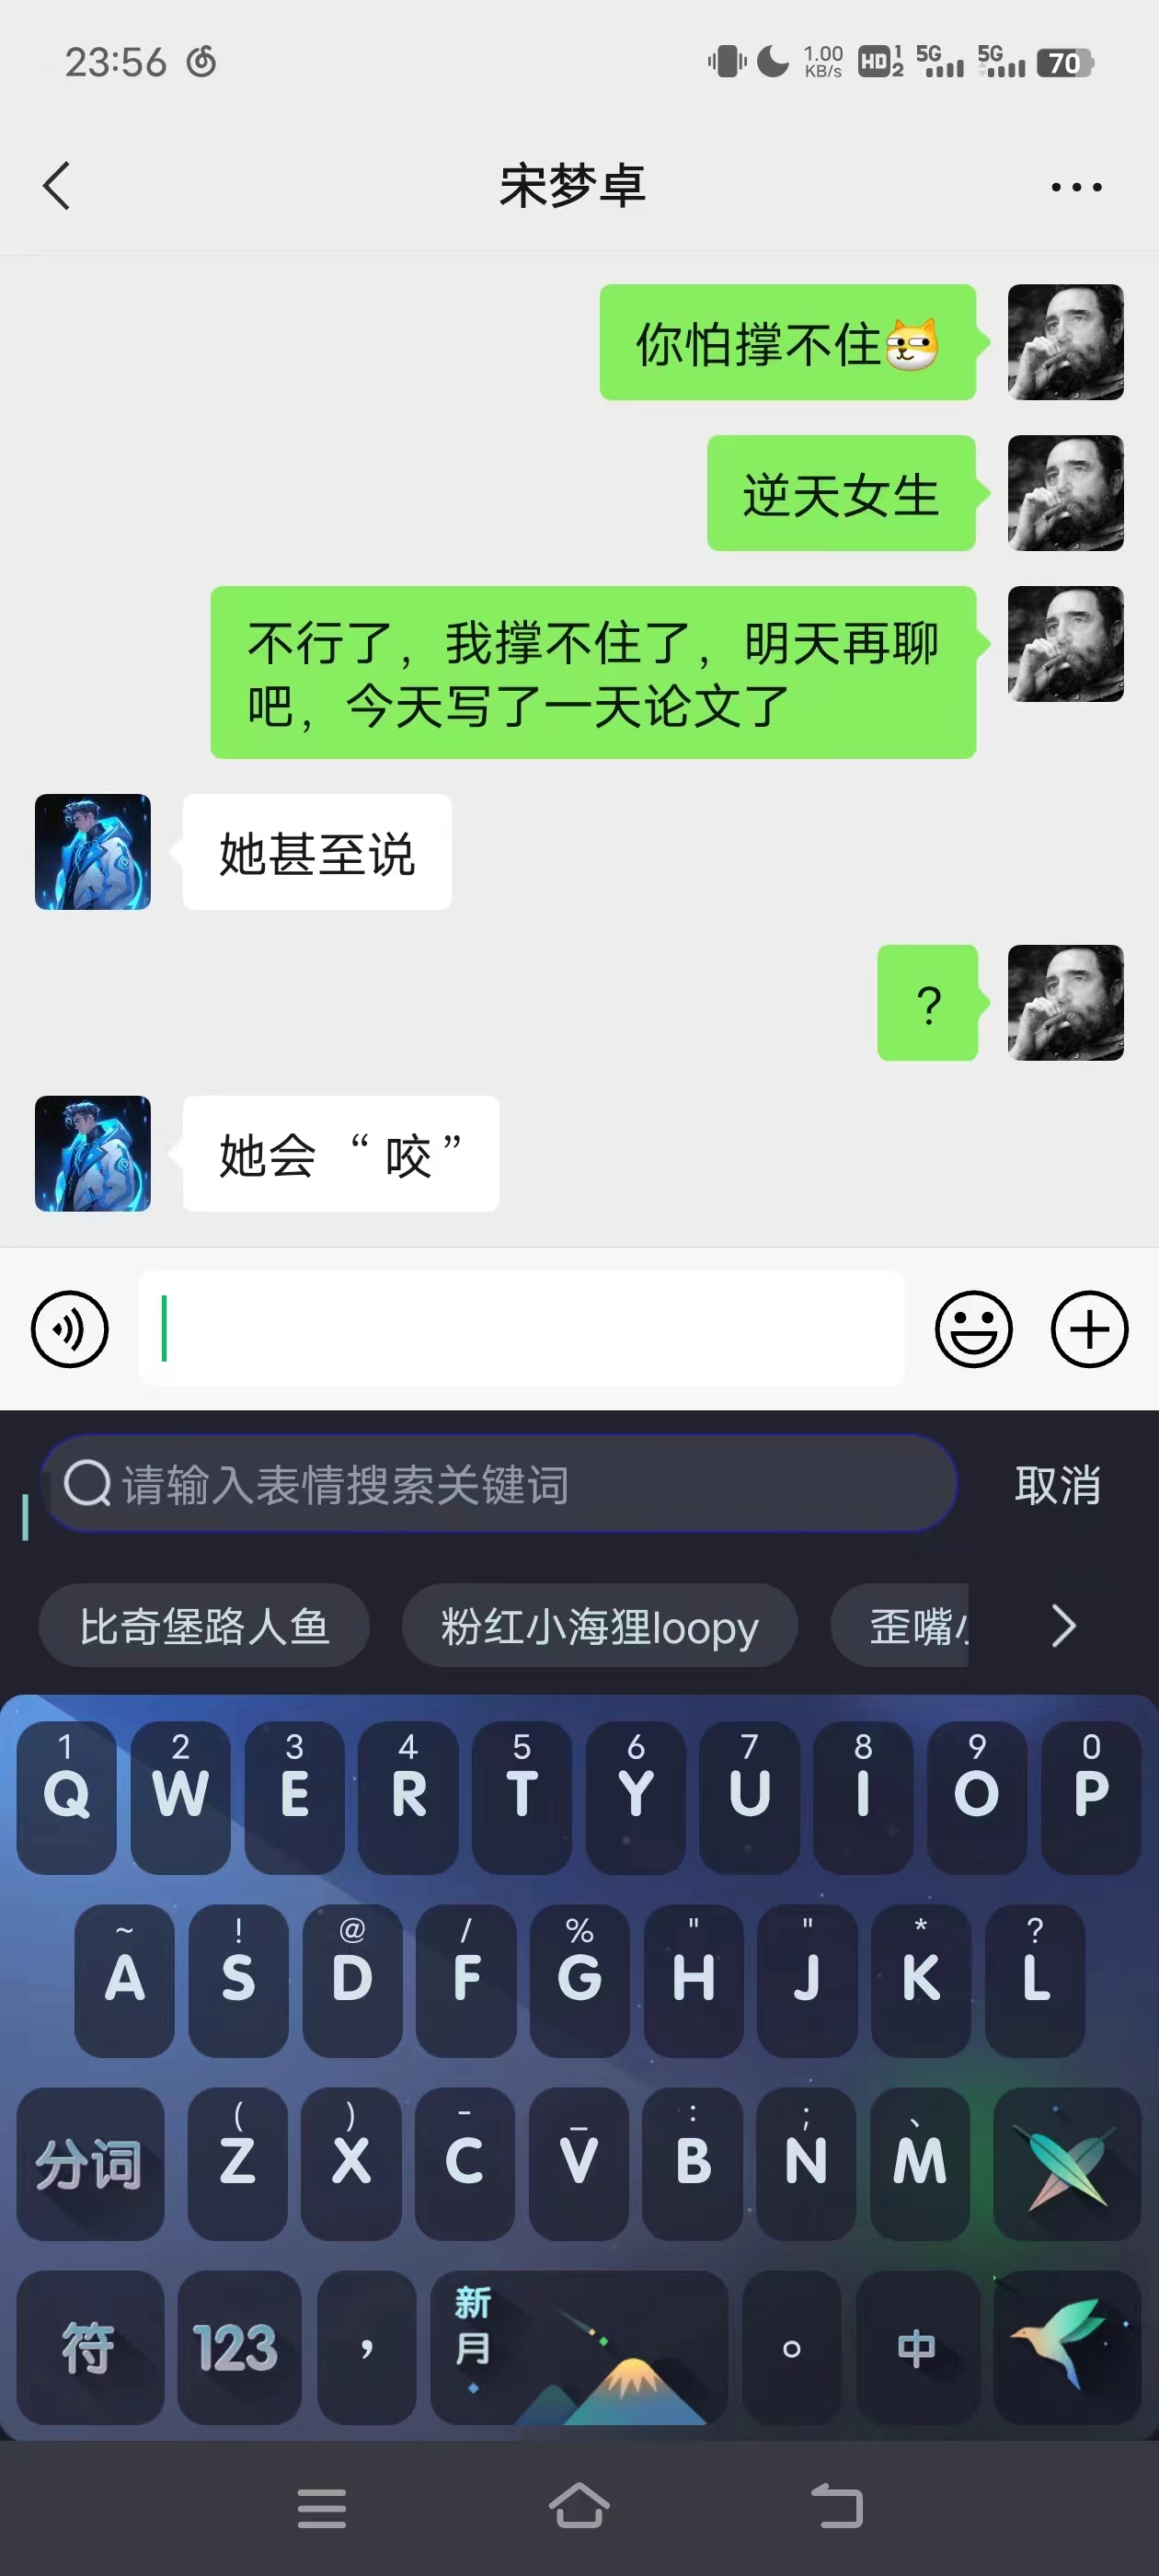 23:56
1.00
KB/s
HD 1
2
5G
5G
70
宋梦卓
你怕撑不住
逆天女生
不行了，我撑不住了，明天再聊
吧，今天写了一天论文了
她甚至说
？
她会“咬”
请输入表情搜索关键词
取消
比奇堡路人鱼
粉红小海狸loopy
歪嘴小
1 2 3 4 5 6 7 8 9 0
Q W E R T Y U I O P
~ ! @ / % " " * ?
A S D F G H J K L
( ) - _ : ; 、
分词 Z X C V B N M
符 123 ， 新月 。 中